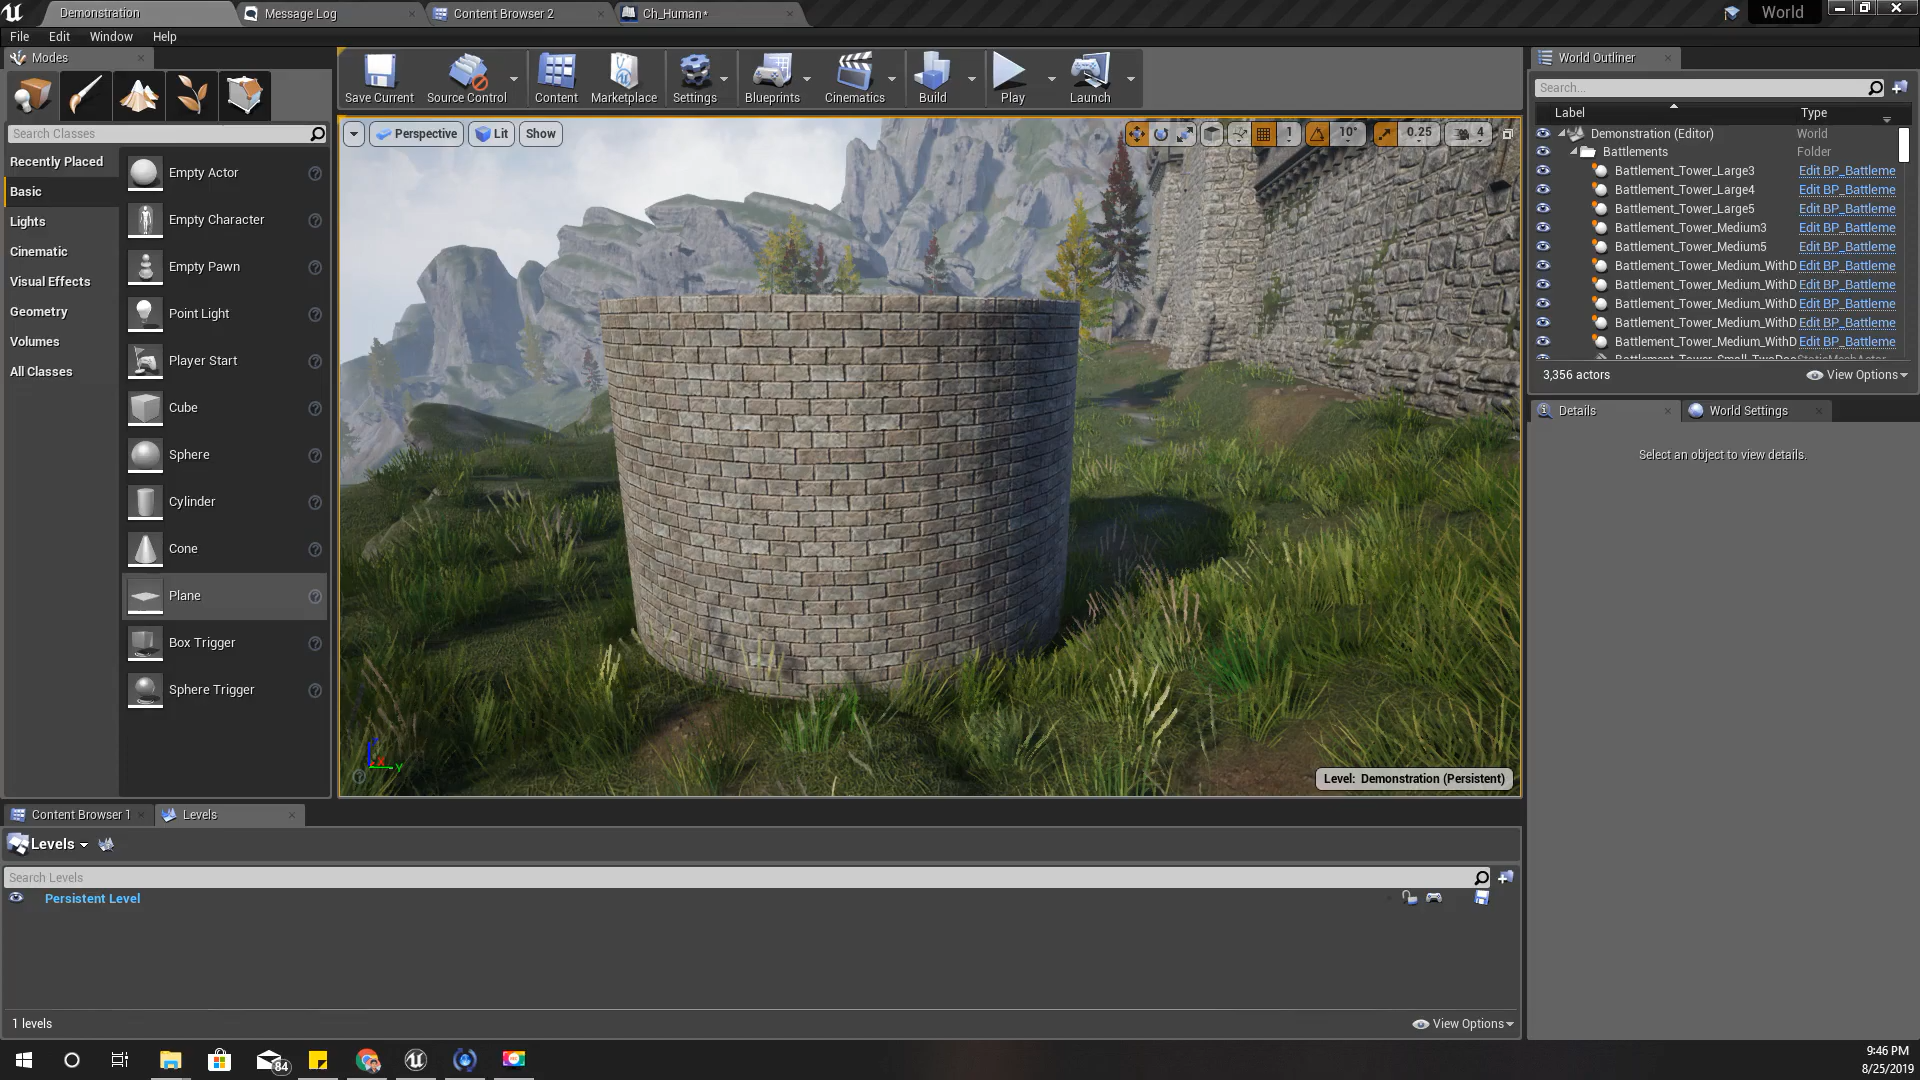 Demonstration
Message Log
Content Browser 2
Ch_Human*
World
File Edit Window Help
Modes
Search Classes
Recently Placed
Basic
Lights
Cinematic
Visual Effects
Geometry
Volumes
All Classes
Empty Actor
Empty Character
Empty Pawn
Point Light
Player Start
Cube
Sphere
Cylinder
Cone
Plane
Box Trigger
Sphere Trigger
Save Current
Source Control
Content
Marketplace
Settings
Blueprints
Cinematics
Build
Play
Launch
Perspective
Lit
Show
1
10°
0.25
4
X
Y
Level: Demonstration (Persistent)
World Outliner
Search...
Label Type
Demonstration (Editor) World
Battlements Folder
Battlement_Tower_Large3 Edit BP_Battleme
Battlement_Tower_Large4 Edit BP_Battleme
Battlement_Tower_Large5 Edit BP_Battleme
Battlement_Tower_Medium3 Edit BP_Battleme
Battlement_Tower_Medium5 Edit BP_Battleme
Battlement_Tower_Medium_WithD Edit BP_Battleme
Battlement_Tower_Medium_WithD Edit BP_Battleme
Battlement_Tower_Medium_WithD Edit BP_Battleme
Battlement_Tower_Medium_WithD Edit BP_Battleme
Battlement_Tower_Medium_WithD Edit BP_Battleme
Battlement_Tower_Small_TwoDoo StaticMeshActor
3,356 actors
View Options
Details
World Settings
Select an object to view details.
Content Browser 1
Levels
Levels
Search Levels
Persistent Level
1 levels
View Options
84
9:46 PM
8/25/2019